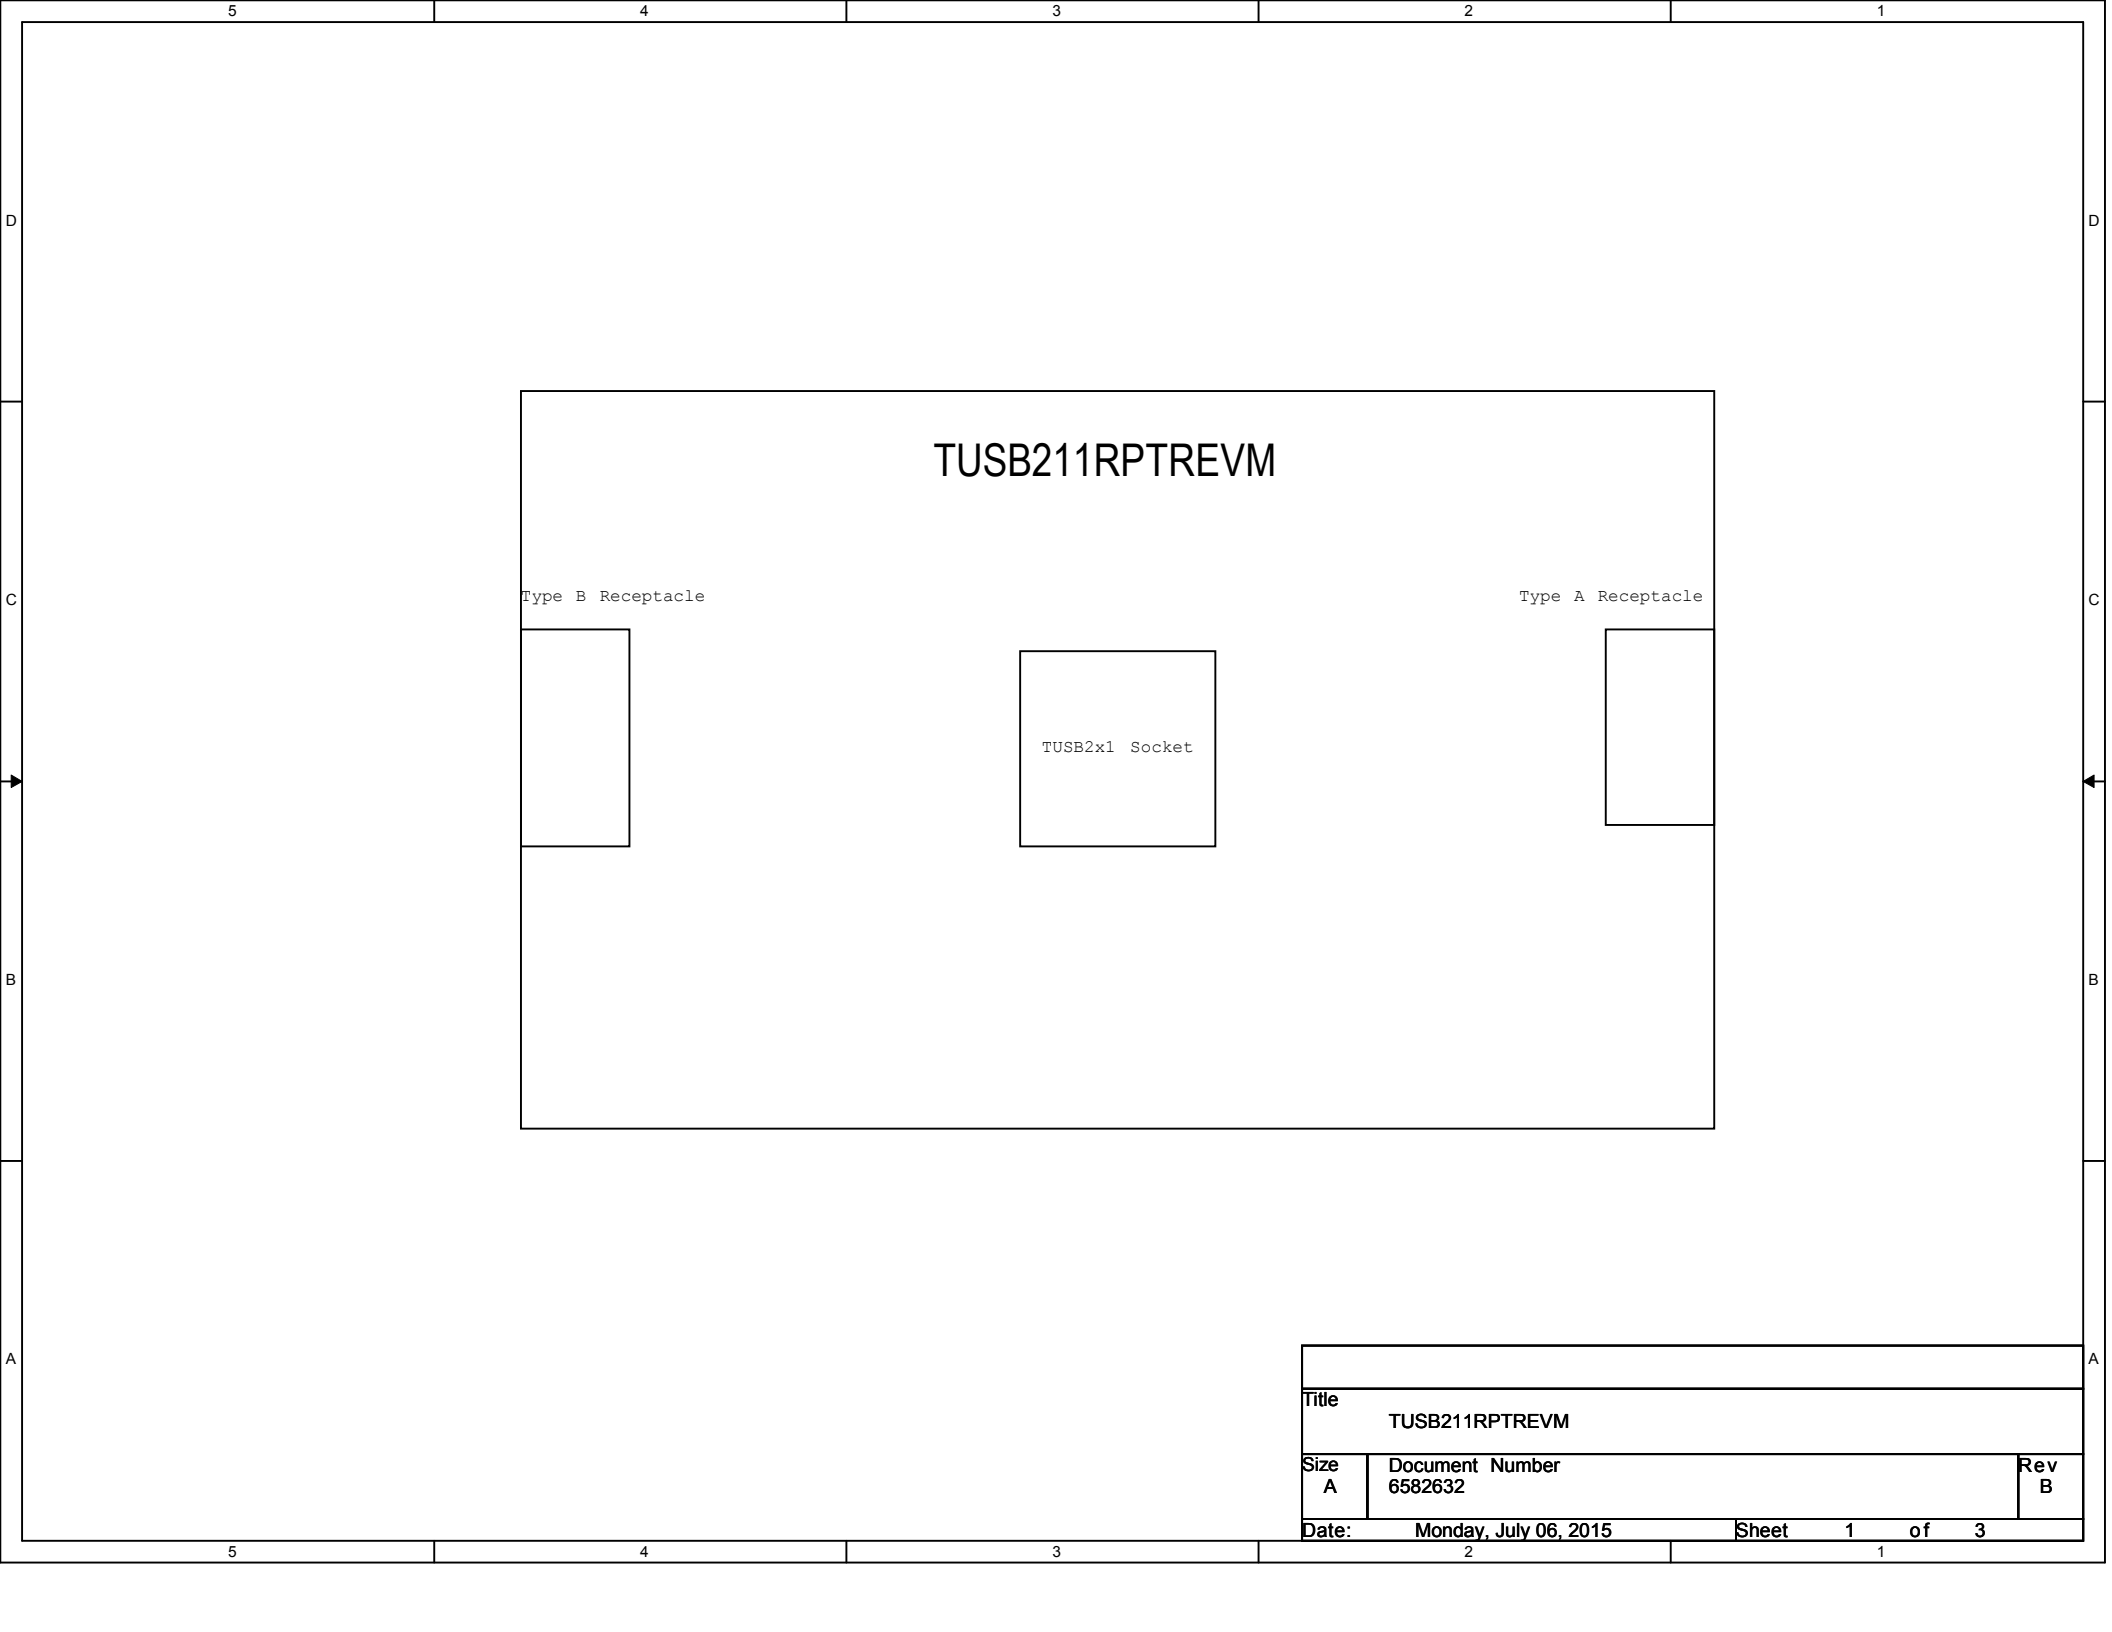 5 4 3 2 1
D D
TUSB211RPTREVM
Type B Receptacle Type A Receptacle
C C
TUSB2x1 Socket
B B
A A
Title
TUSB211RPTREVM
Size Document Number Rev
A 6582632 B
Date: Monday, July 06, 2015 Sheet 1 of 3
5 4 3 2 1